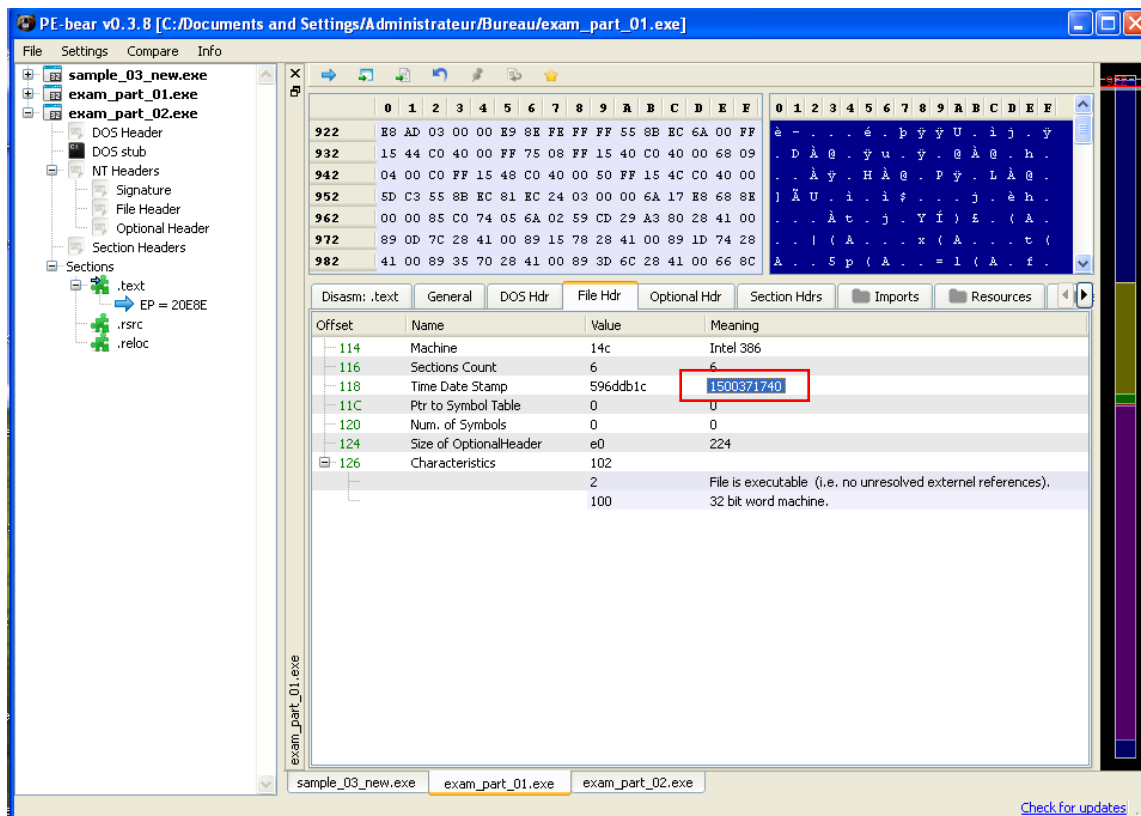 PE-bear v0.3.8 [C:/Documents and Settings/Administrateur/Bureau/exam_part_01.exe]
File Settings Compare Info
sample_03_new.exe
exam_part_01.exe
exam_part_02.exe
DOS Header
DOS stub
NT Headers
Signature
File Header
Optional Header
Section Headers
Sections
.text
EP = 20E8E
.rsrc
.reloc
0 1 2 3 4 5 6 7 8 9 A B C D E F 0 1 2 3 4 5 6 7 8 9 A B C D E F
922 E8 AD 03 00 00 E9 8E FE FF FF 55 8B EC 6A 00 FF è - . . . é . þ ÿ ÿ U . ì j . ÿ
932 15 44 C0 40 00 FF 75 08 FF 15 40 C0 40 00 68 09 . D À @ . ÿ u . ÿ . @ À @ . h .
942 04 00 C0 FF 15 48 C0 40 00 50 FF 15 4C C0 40 00 . . À ÿ . H À @ . P ÿ . L À @ .
952 5D C3 55 8B EC 81 EC 24 03 00 00 6A 17 E8 68 8E ] Ã U . ì . ì $ . . . j . è h .
962 00 00 85 C0 74 05 6A 02 59 CD 29 A3 80 28 41 00 . . . À t . j . Y Í ) £ . ( A .
972 89 0D 7C 28 41 00 89 15 78 28 41 00 89 1D 74 28 . . | ( A . . . x ( A . . . t (
982 41 00 89 35 70 28 41 00 89 3D 6C 28 41 00 66 8C A . . 5 p ( A . . = l ( A . f .
Disasm: .text General DOS Hdr File Hdr Optional Hdr Section Hdrs Imports Resources
Offset Name Value Meaning
114 Machine 14c Intel 386
116 Sections Count 6 6
118 Time Date Stamp 596ddb1c 1500371740
11C Ptr to Symbol Table 0 0
120 Num. of Symbols 0 0
124 Size of OptionalHeader e0 224
126 Characteristics 102
2 File is executable (i.e. no unresolved externel references).
100 32 bit word machine.
exam_part_01.exe
sample_03_new.exe exam_part_01.exe exam_part_02.exe
Check for updates